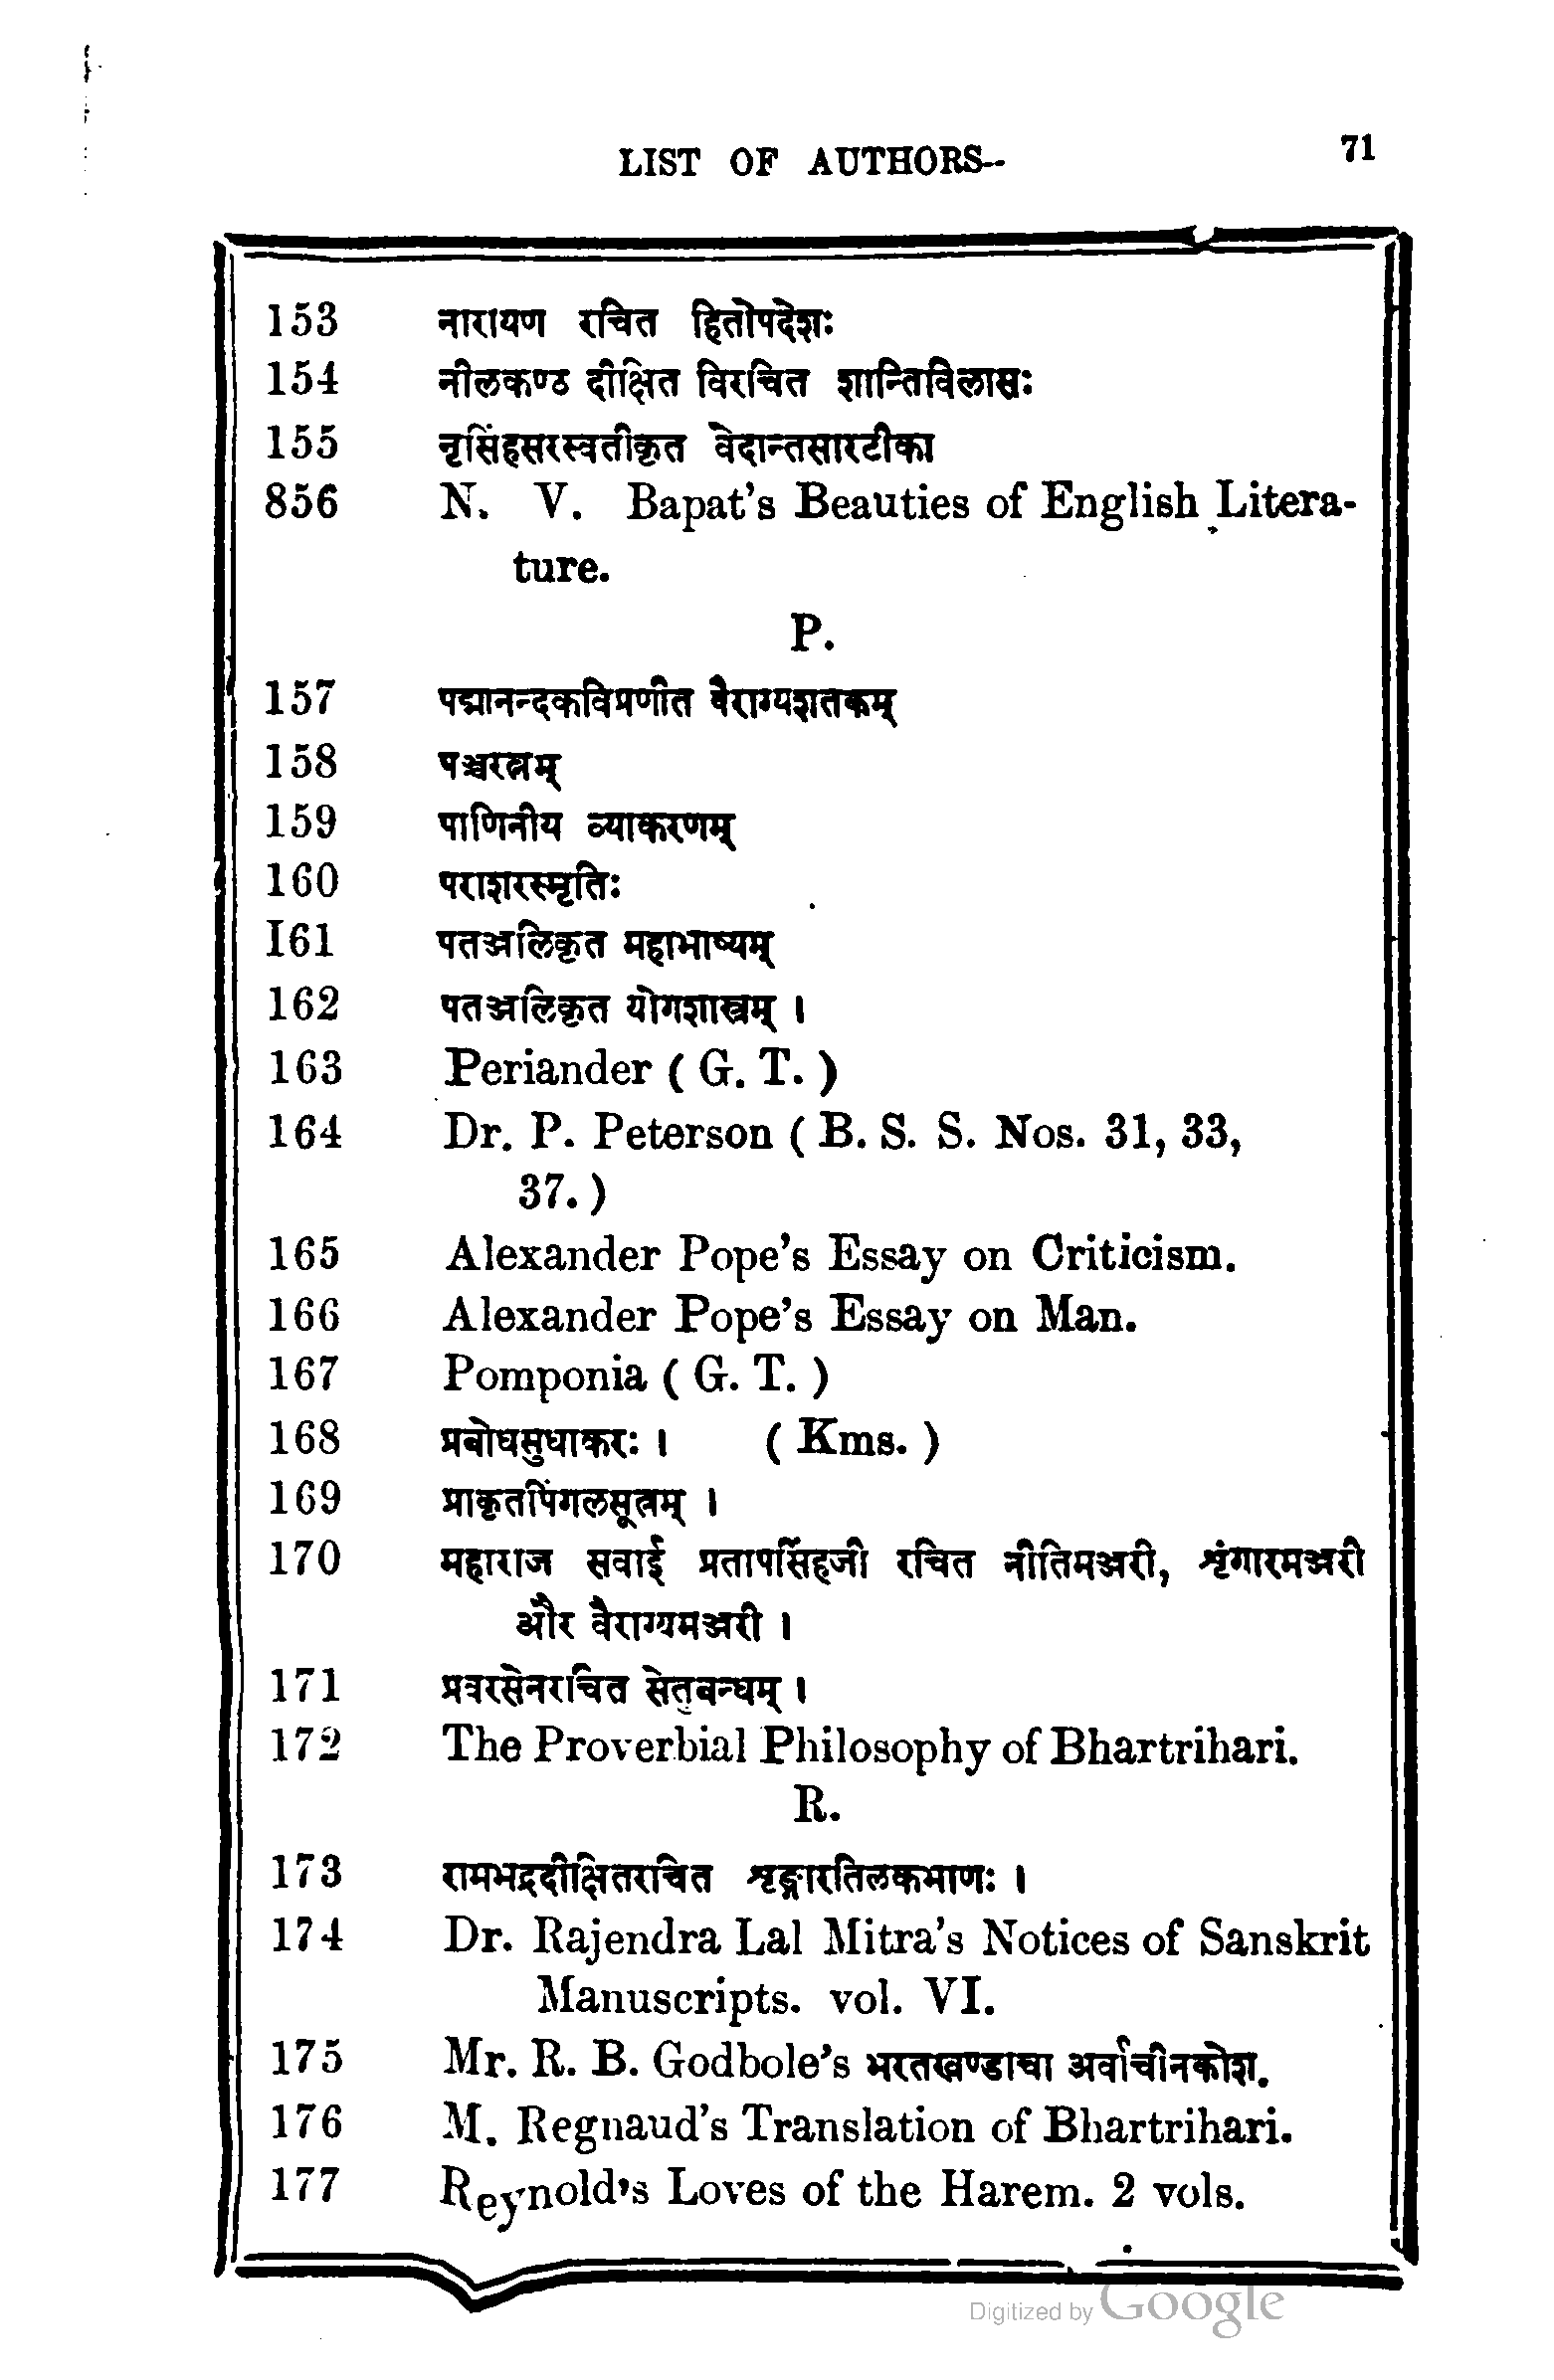 LIST OF AUTHORS--
71
153 नारायण रचित हितोपदेशः
154 नीलकण्ठ दीक्षित विरचित शान्तिविलासः
155 नृसिंहसरस्वतीकृत वेदान्तसारटीका
856 N. V. Bapat's Beauties of English Litera-
ture.
P.
157 पद्मानन्दकविप्रणीत वैराग्यशतकम्
158 पञ्चरत्नम्
159 पाणिनीय व्याकरणम्
160 पराशरस्मृतिः
I61 पतञ्जलिकृत महाभाष्यम्
162 पतञ्जलिकृत योगशास्त्रम् ।
163 Periander ( G. T. )
164 Dr. P. Peterson ( B. S. S. Nos. 31, 33,
37. )
165 Alexander Pope's Essay on Criticism.
166 Alexander Pope's Essay on Man.
167 Pomponia ( G. T. )
168 प्रबोधसुधाकरः । ( Kms. )
169 प्राकृतपिंगलसूत्रम् ।
170 महाराज सवाई प्रतापसिंहजी रचित नीतिमञ्जरी, शृंगारमञ्जरी
और वैराग्यमञ्जरी ।
171 प्रवरसेनरचित सेतुबन्धम् ।
172 The Proverbial Philosophy of Bhartrihari.
R.
173 रामभद्रदीक्षितरचित शृङ्गारतिलकभाणः ।
174 Dr. Rajendra Lal Mitra's Notices of Sanskrit
Manuscripts. vol. VI.
175 Mr. R. B. Godbole's भरतखण्डाचा अर्वाचीनकोश.
176 M. Regnaud's Translation of Bhartrihari.
177 Reynold's Loves of the Harem. 2 vols.
Digitized by Google